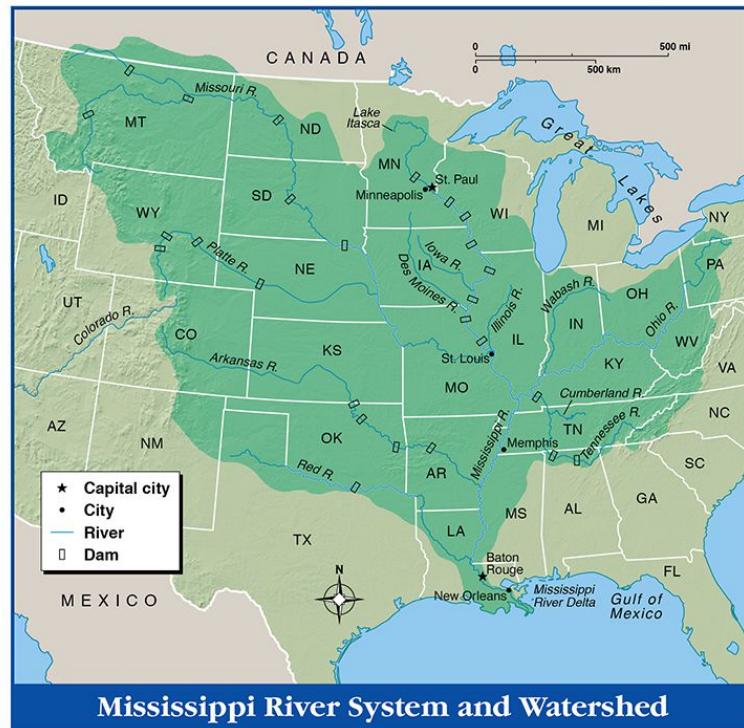 CANADA
0 500 mi
0 500 km
Missouri R.
MT
ND
Lake
Itasca
Great
Lakes
MN
St. Paul
Minneapolis
WI
ID
SD
MI
NY
WY
Iowa R.
IA
Des Moines R.
PA
Platte R.
NE
Illinois R.
Wabash R.
OH
Ohio R.
UT
Colorado R.
CO
IL
IN
WV
KS
St. Louis
KY
VA
Arkansas R.
MO
Cumberland R.
NC
AZ
NM
OK
Mississippi R.
TN
Tennessee R.
Memphis
Red R.
AR
SC
Capital city
City
River
Dam
MS
AL
GA
TX
LA
Baton
Rouge
FL
N
New Orleans
Mississippi
River Delta
Gulf of
Mexico
MEXICO
Mississippi River System and Watershed